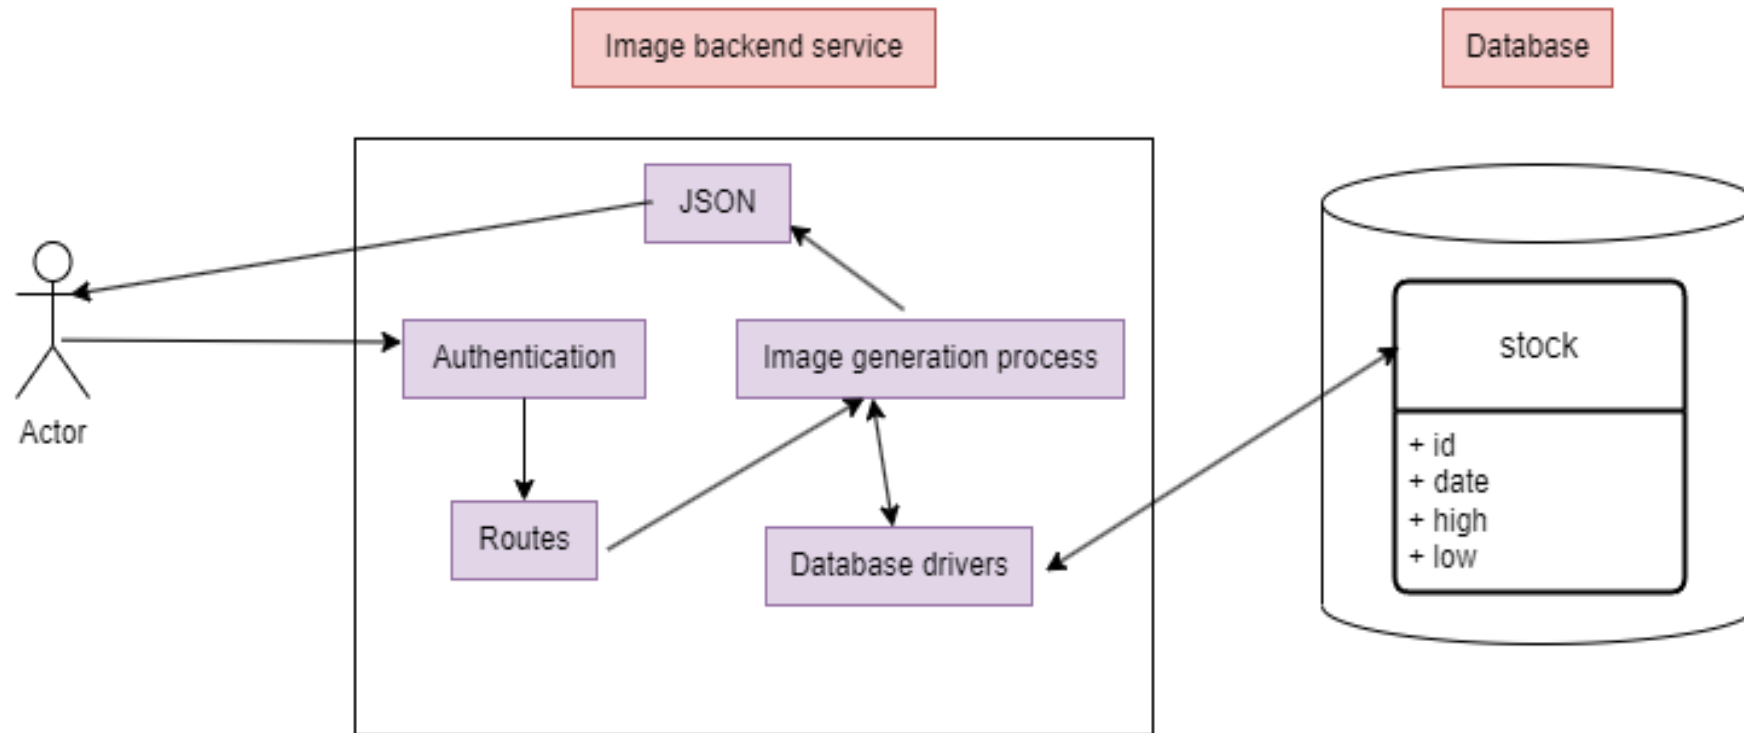 Image backend service
Database
JSON
Authentication
Image generation process
Actor
Routes
Database drivers
stock
+ id
+ date
+ high
+ low